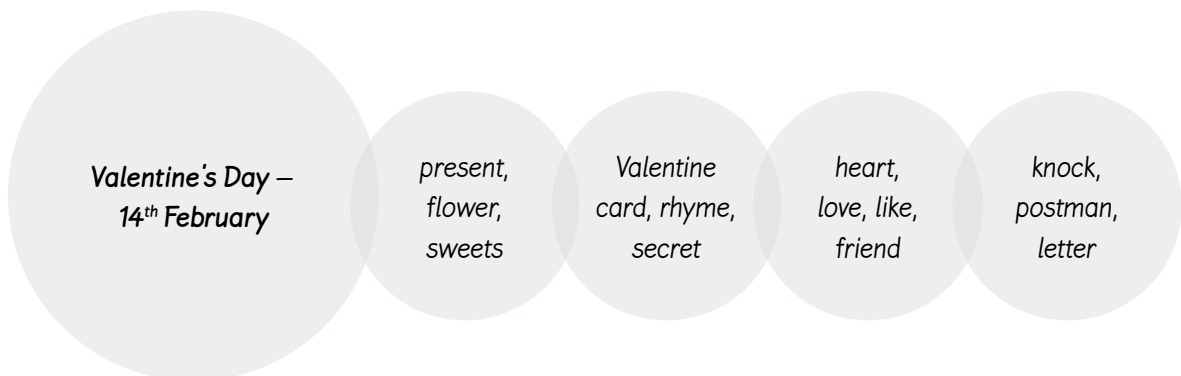 Valentine's Day –
14th February
present,
flower,
sweets
Valentine
card, rhyme,
secret
heart,
love, like,
friend
knock,
postman,
letter